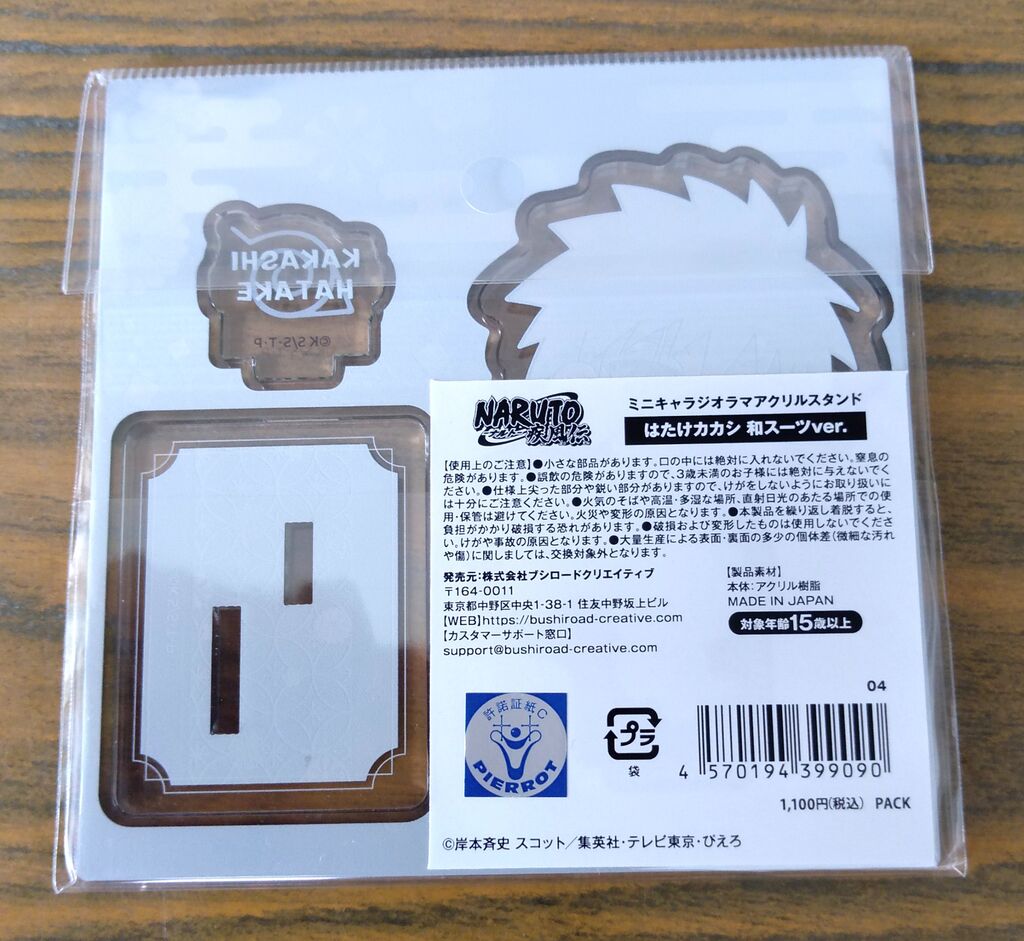 KAKASHI
HATAKE
©K S/S・T・P
NARUTO
ナルト
疾風伝
ミニキャラジオラマアクリルスタンド
はたけカカシ 和スーツver.
【使用上のご注意】●小さな部品があります。口の中には絶対に入れないでください。窒息の
危険があります。●誤飲の危険がありますので、3歳未満のお子様には絶対に与えないでく
ださい。●仕様上尖った部分や鋭い部分がありますので、けがをしないようにお取り扱いに
は十分にご注意ください。●火気のそばや高温・多湿な場所、直射日光のあたる場所での使
用・保管は避けてください。火災や変形の原因となります。●本製品を繰り返し着脱すると、
負担がかかり破損する恐れがあります。●破損および変形したものは使用しないでくださ
い。けがや事故の原因となります。●大量生産による表面・裏面の多少の個体差(微細な汚れ
や傷)に関しましては、交換対象外となります。
発売元:株式会社ブシロードクリエイティブ
〒164-0011
東京都中野区中央1-38-1 住友中野坂上ビル
【WEB】https://bushiroad-creative.com
【カスタマーサポート窓口】
support@bushiroad-creative.com
【製品素材】
本体:アクリル樹脂
MADE IN JAPAN
対象年齢15歳以上
04
許諾証紙C
PIERROT
プラ
袋
4 570194 399090
1,100円(税込) PACK
©岸本斉史 スコット/集英社・テレビ東京・ぴえろ